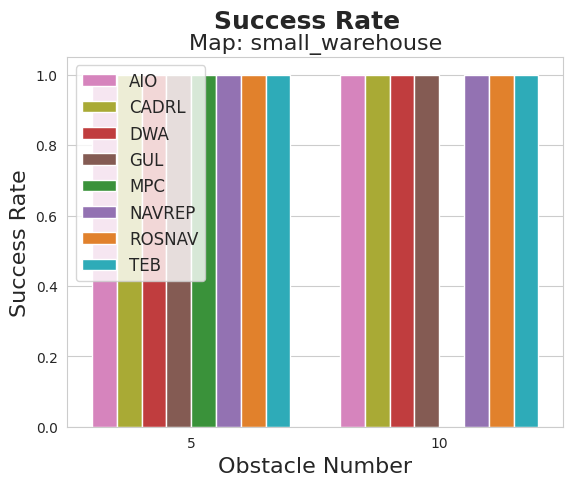 Success Rate
Map: small_warehouse
Success Rate
1.0
0.8
0.6
0.4
0.2
0.0
AIO
CADRL
DWA
GUL
MPC
NAVREP
ROSNAV
TEB
5
10
Obstacle Number